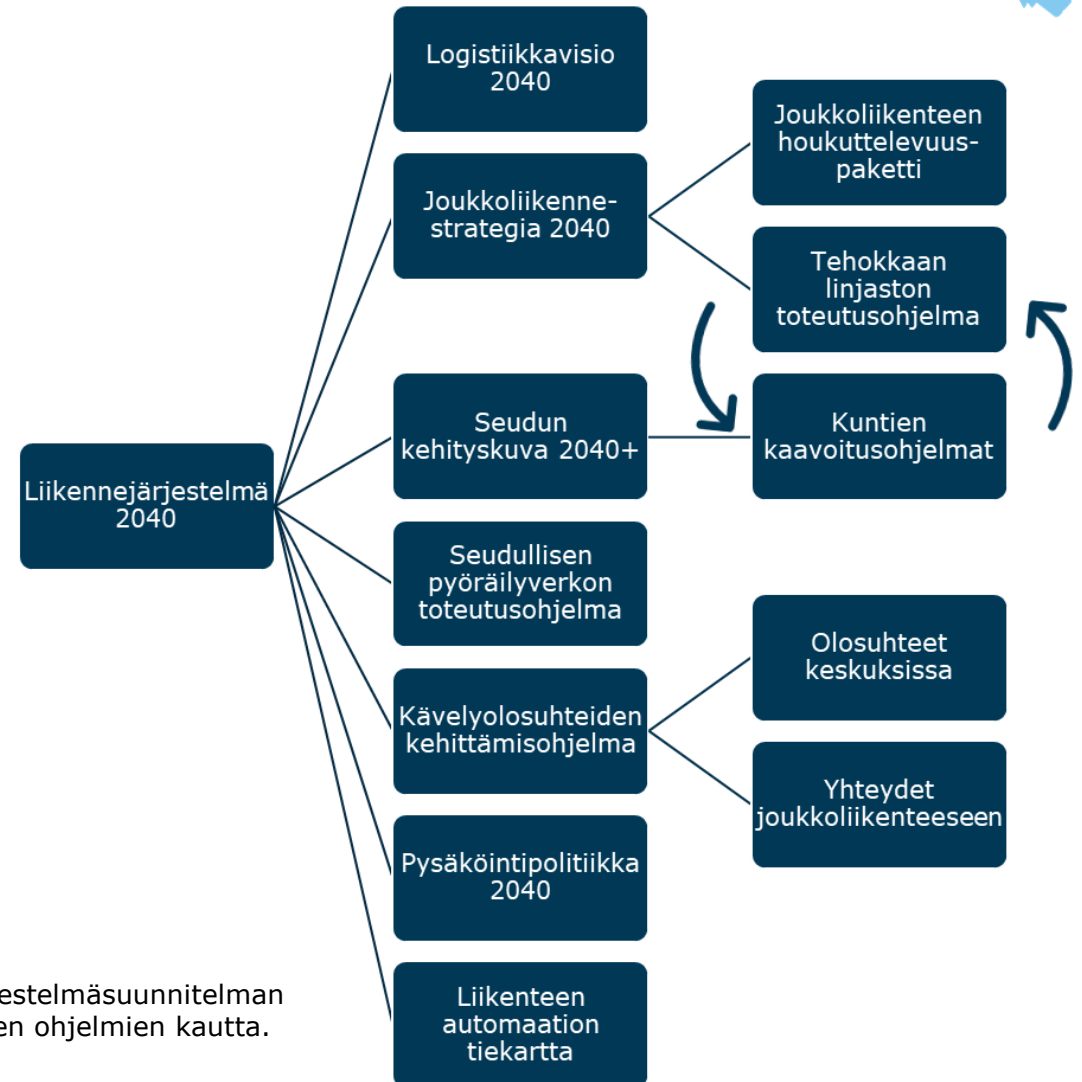 Logistiikkavisio
2040
Joukkoliikenne-
strategia 2040
Joukkoliikenteen
houkuttelevuus-
paketti
Tehokkaan
linjaston
toteutusohjelma
Liikennejärjestelmä
2040
Seudun
kehityskuva 2040+
Kuntien
kaavoitusohjelmat
Seudullisen
pyöräilyverkon
toteutusohjelma
Kävelyolosuhteiden
kehittämisohjelma
Olosuhteet
keskuksissa
Yhteydet
joukkoliikenteeseen
Pysäköintipolitiikka
2040
Liikenteen
automaation
tiekartta
estelmäsuunnitelman
en ohjelmien kautta.